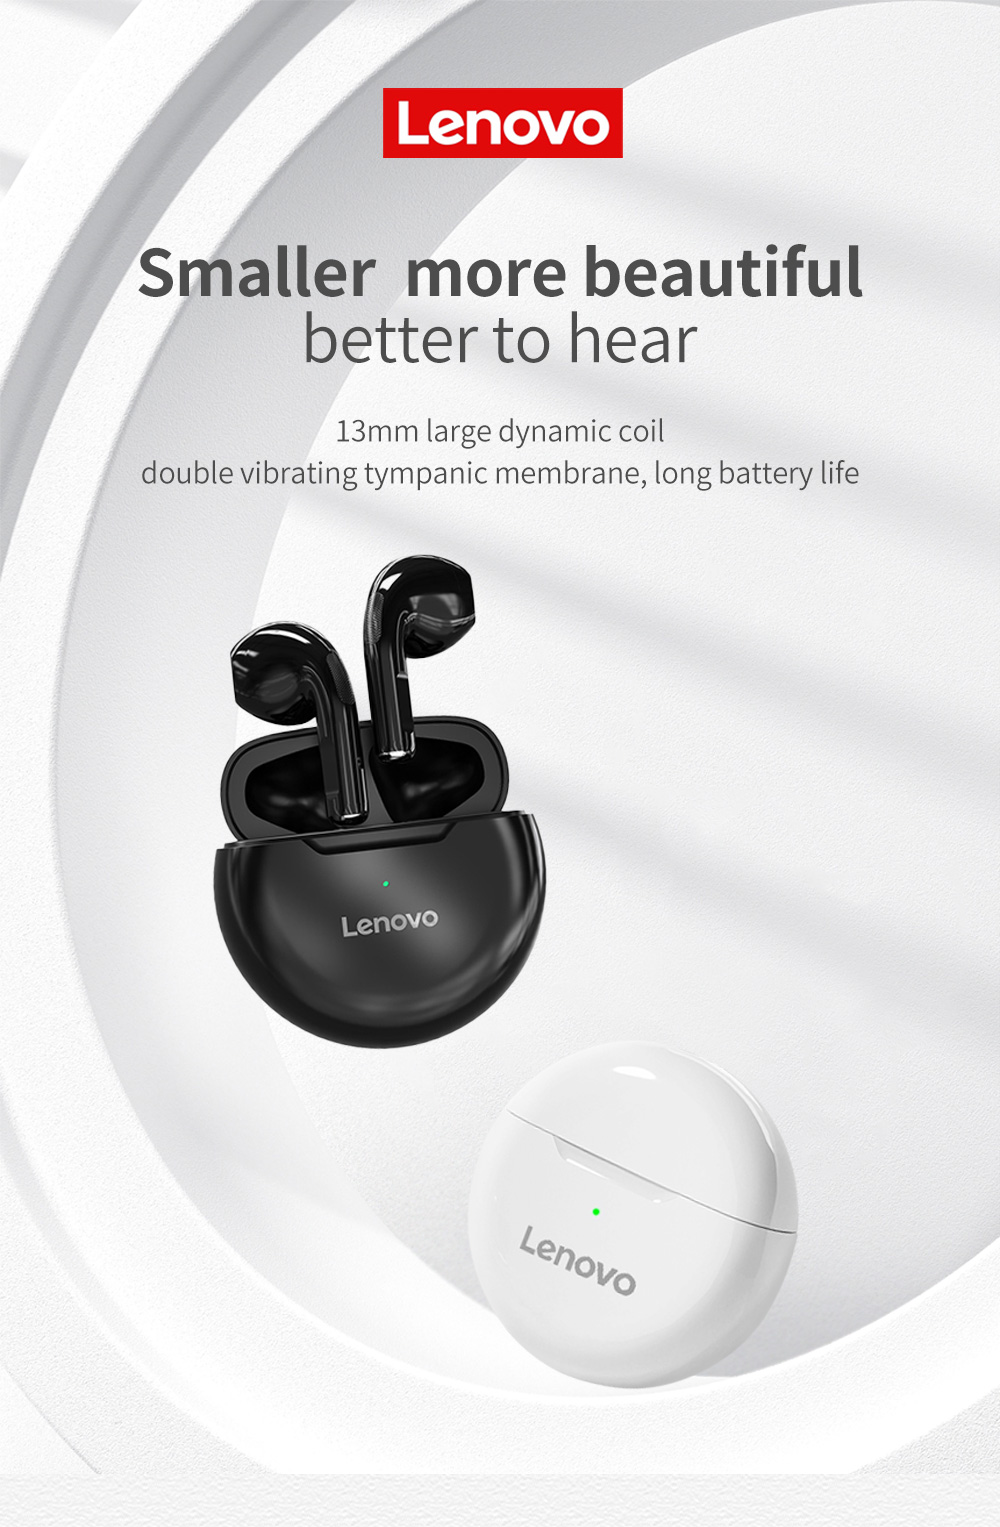 Lenovo
Smaller more beautiful
better to hear
13mm large dynamic coil
double vibrating tympanic membrane, long battery life
Lenovo
Lenovo